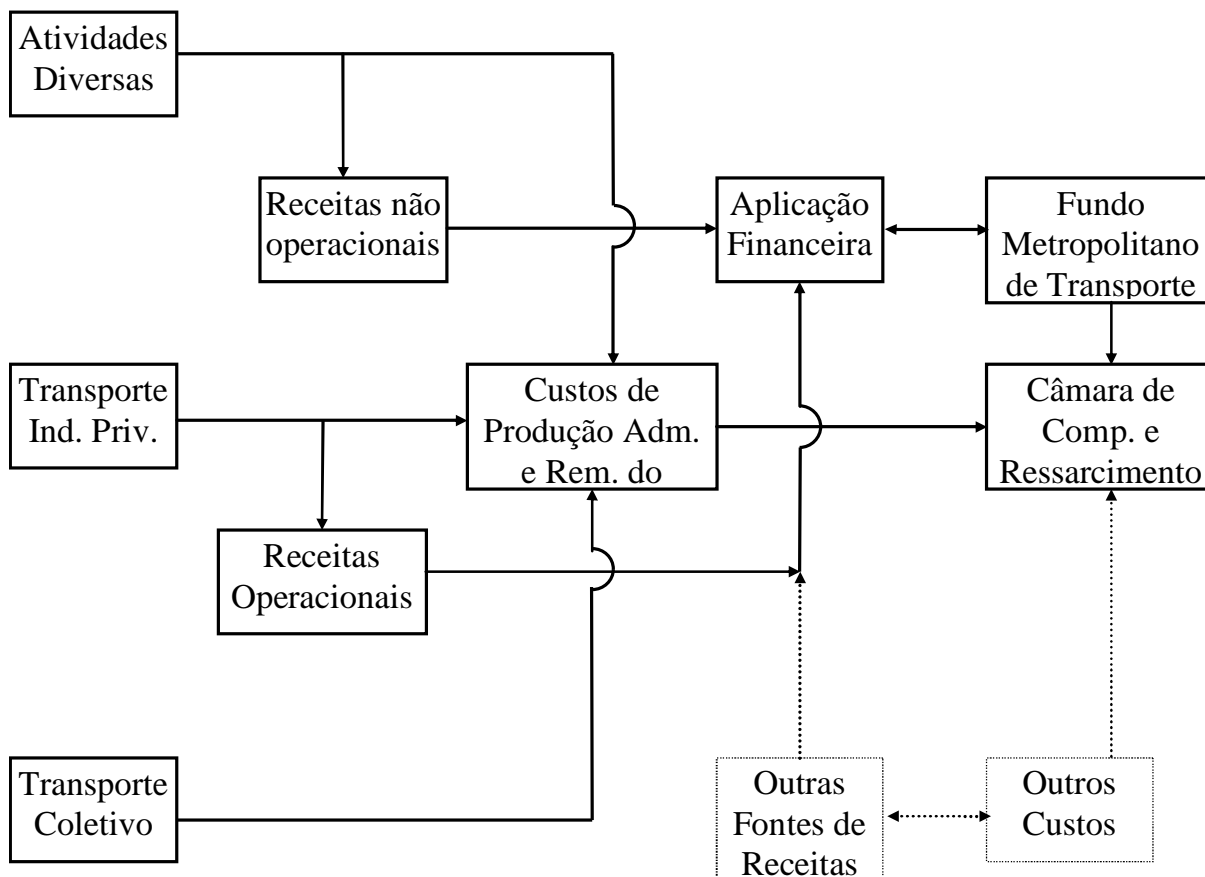 Atividades
Diversas
Receitas não
operacionais
Aplicação
Financeira
Fundo
Metropolitano
de Transporte
Transporte
Ind. Priv.
Custos de
Produção Adm.
e Rem. do
Câmara de
Comp. e
Ressarcimento
Receitas
Operacionais
Transporte
Coletivo
Outras
Fontes de
Receitas
Outros
Custos